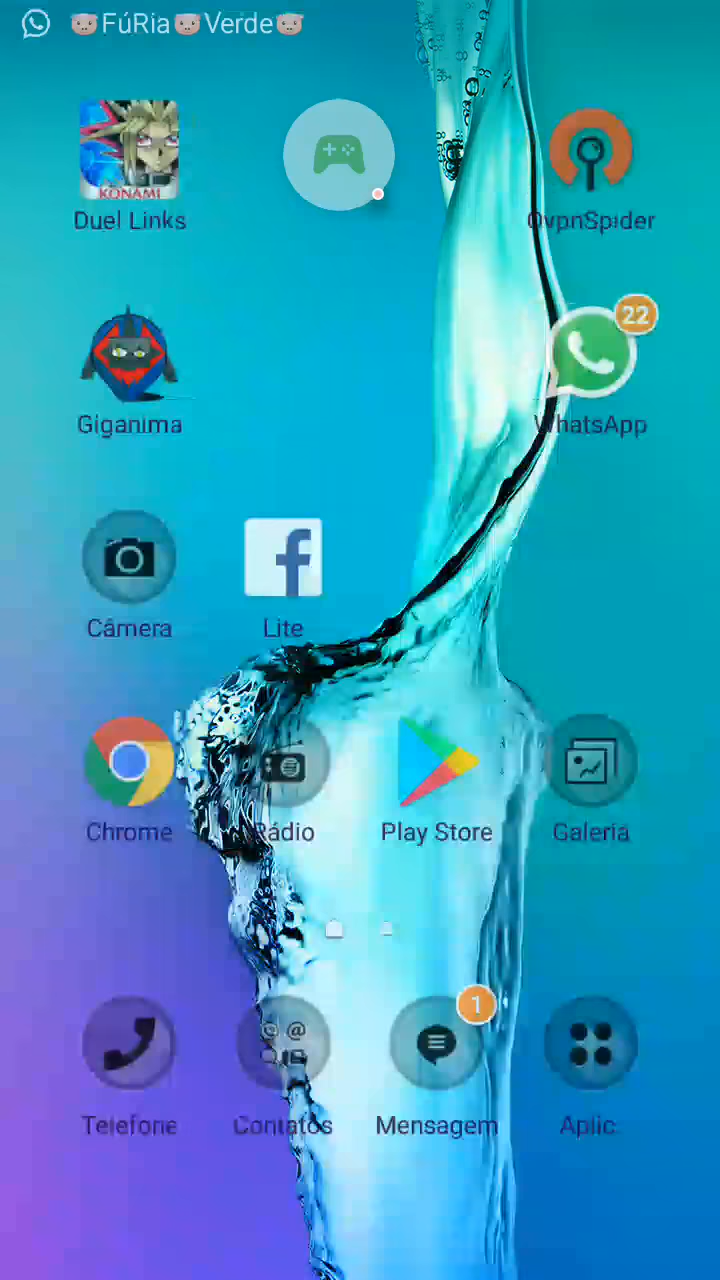 🐷FúRia🐷Verde🐷
KONAMI
Duel Links
OvpnSpider
Giganima
22
WhatsApp
Câmera
Lite
Chrome
Rádio
Play Store
Galeria
1
Telefone
Contatos
Mensagem
Aplic.